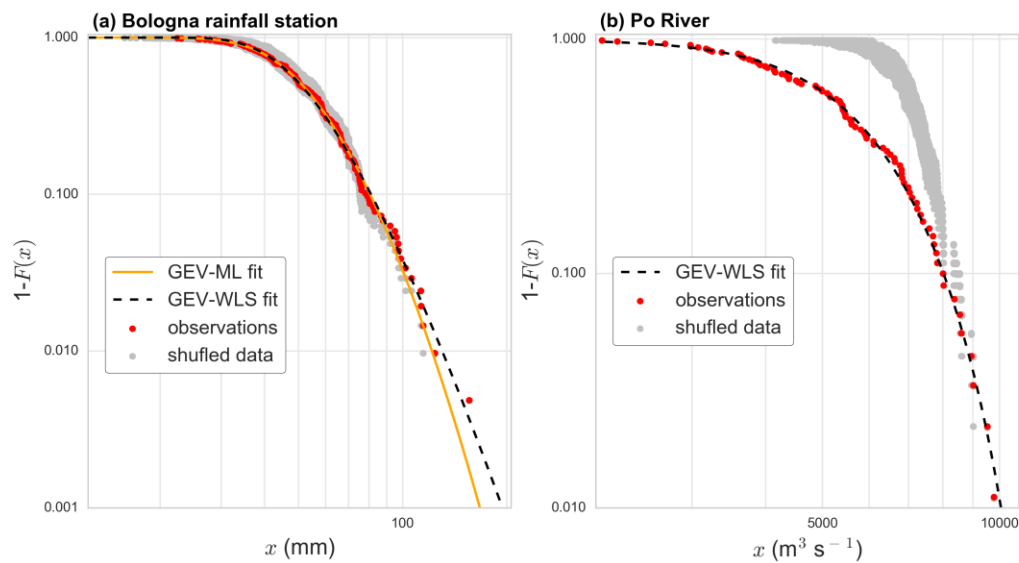 (a) Bologna rainfall station
1.000
0.100
0.010
0.001
1-F(x)
GEV-ML fit
GEV-WLS fit
observations
shufled data
100
x (mm)
(b) Po River
1.000
0.100
0.010
1-F(x)
GEV-WLS fit
observations
shufled data
5000 10000
x (m³ s⁻¹)